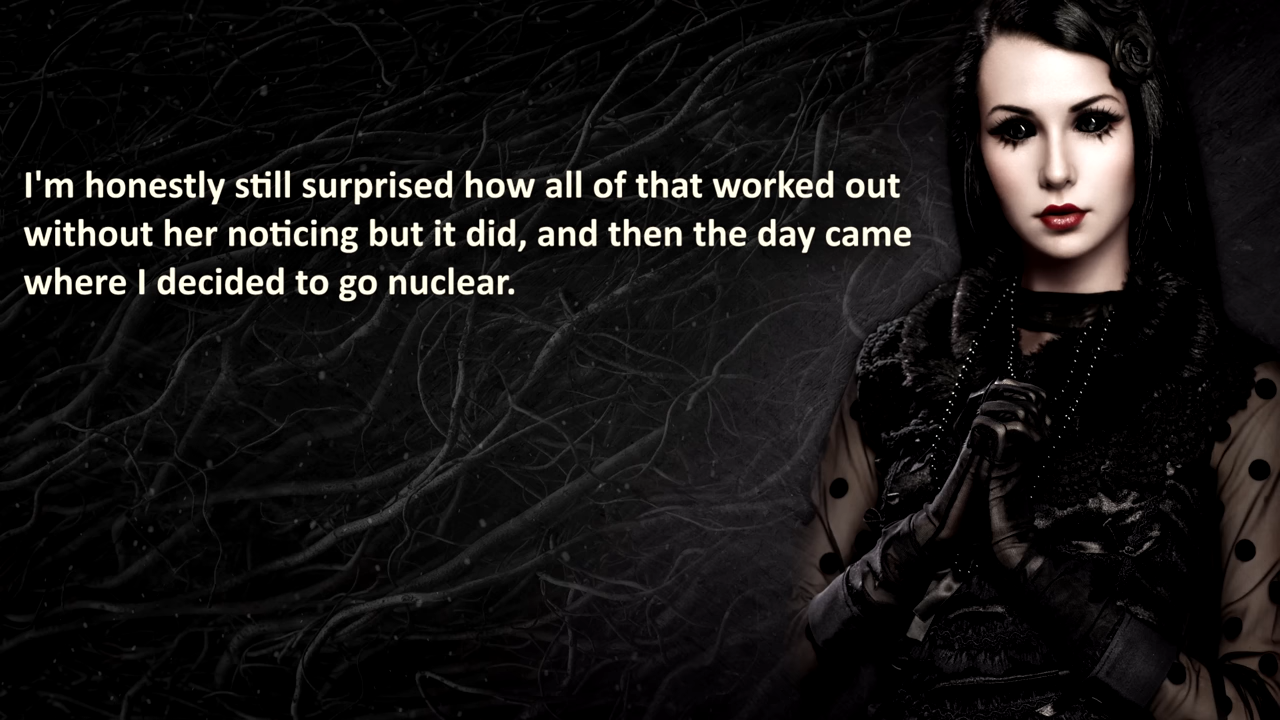 I'm honestly still surprised how all of that worked out
without her noticing but it did, and then the day came
where I decided to go nuclear.